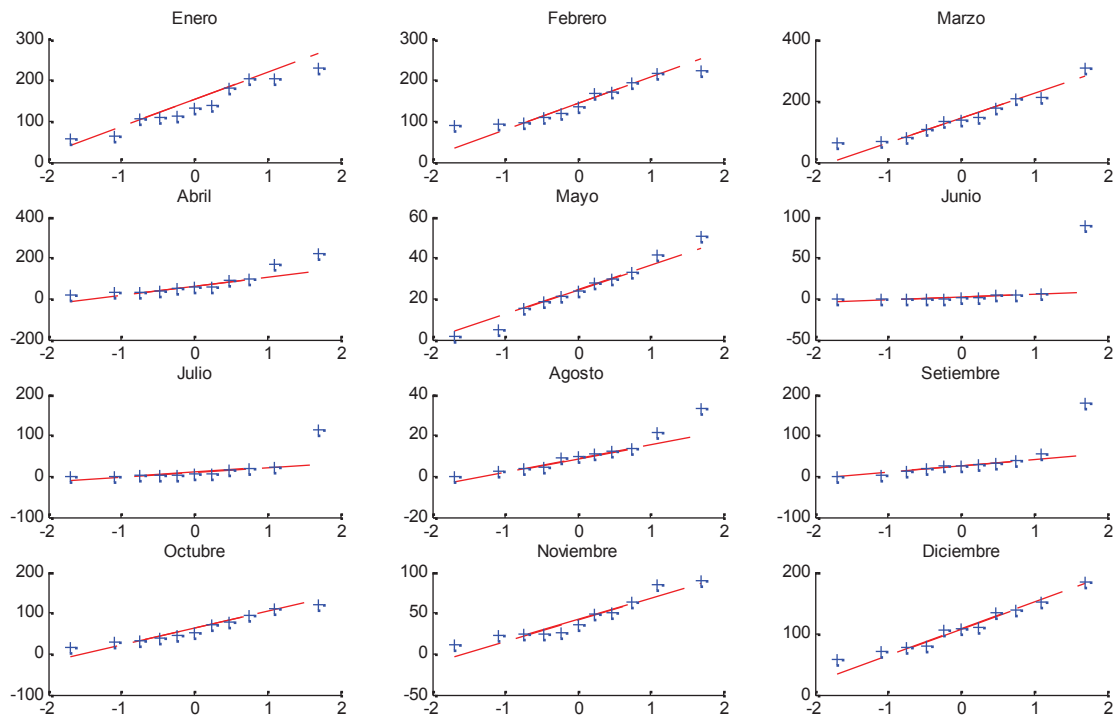 Enero Febrero Marzo
300 300 400
200 200
100 100 200
0 0 0
-2 -1 0 1 2 -2 -1 0 1 2 -2 -1 0 1 2
Abril Mayo Junio
400 60 100
200 40 50
0 20 0
-200 0 -50
-2 -1 0 1 2 -2 -1 0 1 2 -2 -1 0 1 2
Julio Agosto Setiembre
200 40 200
100 20 100
0 0 0
-100 -20 -100
-2 -1 0 1 2 -2 -1 0 1 2 -2 -1 0 1 2
Octubre Noviembre Diciembre
200 100 200
100 50 100
0 0
-100 -50 0
-2 -1 0 1 2 -2 -1 0 1 2 -2 -1 0 1 2